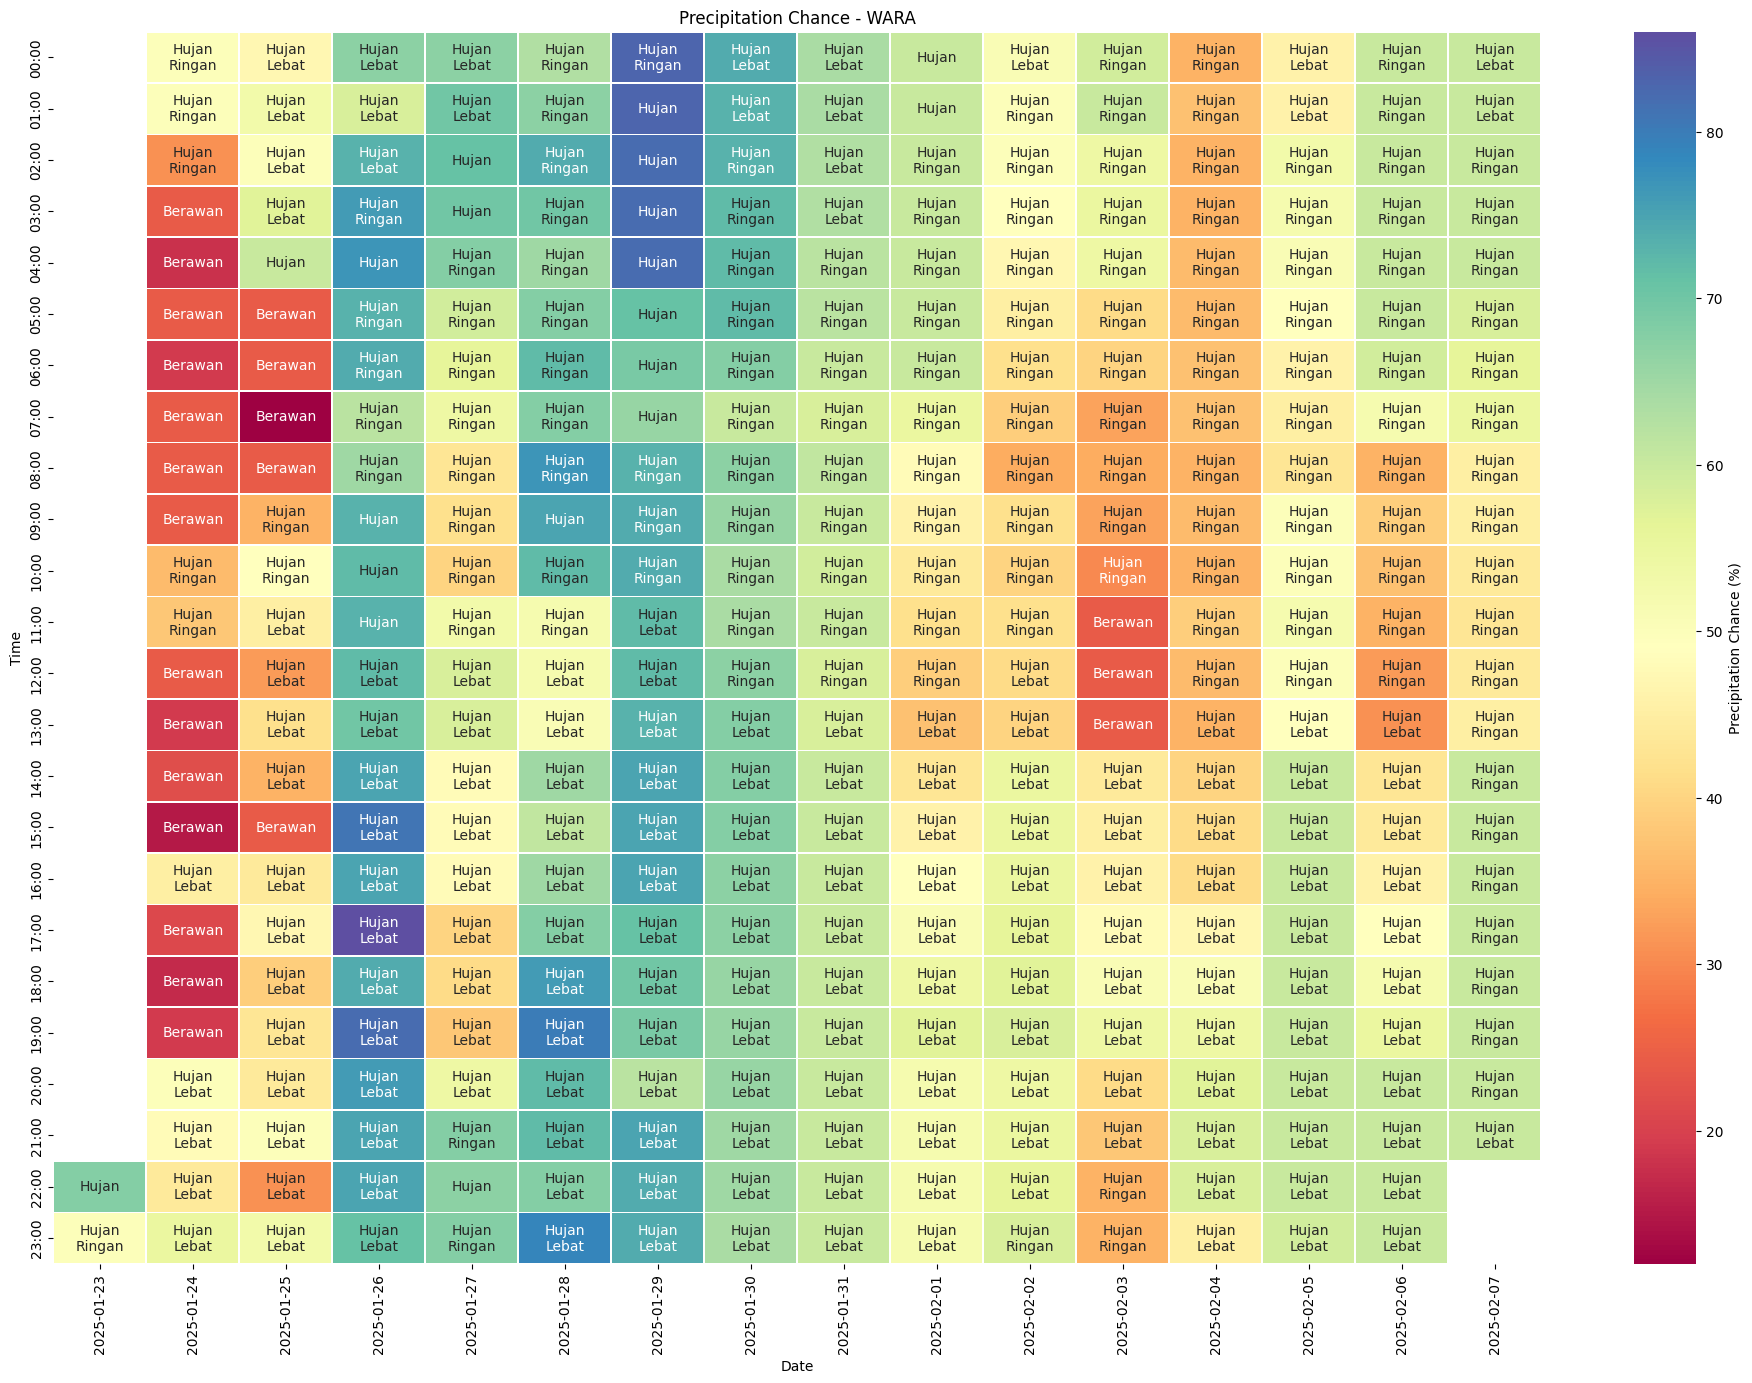 Precipitation Chance - WARA
00:00 Hujan Ringan Hujan Lebat Hujan Lebat Hujan Lebat Hujan Ringan Hujan Ringan Hujan Lebat Hujan Lebat Hujan Hujan Lebat Hujan Ringan Hujan Ringan Hujan Lebat Hujan Ringan Hujan Lebat
01:00 Hujan Ringan Hujan Lebat Hujan Lebat Hujan Lebat Hujan Ringan Hujan Hujan Lebat Hujan Lebat Hujan Hujan Ringan Hujan Ringan Hujan Ringan Hujan Lebat Hujan Ringan Hujan Lebat
02:00 Hujan Ringan Hujan Lebat Hujan Lebat Hujan Hujan Ringan Hujan Hujan Ringan Hujan Lebat Hujan Ringan Hujan Ringan Hujan Ringan Hujan Ringan Hujan Ringan Hujan Ringan Hujan Ringan
03:00 Berawan Hujan Lebat Hujan Ringan Hujan Hujan Ringan Hujan Hujan Ringan Hujan Lebat Hujan Ringan Hujan Ringan Hujan Ringan Hujan Ringan Hujan Ringan Hujan Ringan Hujan Ringan
04:00 Berawan Hujan Hujan Hujan Ringan Hujan Ringan Hujan Hujan Ringan Hujan Ringan Hujan Ringan Hujan Ringan Hujan Ringan Hujan Ringan Hujan Ringan Hujan Ringan Hujan Ringan
05:00 Berawan Berawan Hujan Ringan Hujan Ringan Hujan Ringan Hujan Hujan Ringan Hujan Ringan Hujan Ringan Hujan Ringan Hujan Ringan Hujan Ringan Hujan Ringan Hujan Ringan Hujan Ringan
06:00 Berawan Berawan Hujan Ringan Hujan Ringan Hujan Ringan Hujan Hujan Ringan Hujan Ringan Hujan Ringan Hujan Ringan Hujan Ringan Hujan Ringan Hujan Ringan Hujan Ringan Hujan Ringan
07:00 Berawan Berawan Hujan Ringan Hujan Ringan Hujan Ringan Hujan Hujan Ringan Hujan Ringan Hujan Ringan Hujan Ringan Hujan Ringan Hujan Ringan Hujan Ringan Hujan Ringan Hujan Ringan
08:00 Berawan Berawan Hujan Ringan Hujan Ringan Hujan Ringan Hujan Ringan Hujan Ringan Hujan Ringan Hujan Ringan Hujan Ringan Hujan Ringan Hujan Ringan Hujan Ringan Hujan Ringan Hujan Ringan
09:00 Berawan Hujan Ringan Hujan Hujan Ringan Hujan Hujan Ringan Hujan Ringan Hujan Ringan Hujan Ringan Hujan Ringan Hujan Ringan Hujan Ringan Hujan Ringan Hujan Ringan Hujan Ringan
10:00 Hujan Ringan Hujan Ringan Hujan Hujan Ringan Hujan Ringan Hujan Ringan Hujan Ringan Hujan Ringan Hujan Ringan Hujan Ringan Hujan Ringan Hujan Ringan Hujan Ringan Hujan Ringan Hujan Ringan
11:00 Hujan Ringan Hujan Lebat Hujan Hujan Ringan Hujan Ringan Hujan Lebat Hujan Ringan Hujan Ringan Hujan Ringan Hujan Ringan Berawan Hujan Ringan Hujan Ringan Hujan Ringan Hujan Ringan
12:00 Berawan Hujan Lebat Hujan Lebat Hujan Lebat Hujan Lebat Hujan Lebat Hujan Ringan Hujan Ringan Hujan Ringan Hujan Lebat Berawan Hujan Ringan Hujan Ringan Hujan Ringan Hujan Ringan
13:00 Berawan Hujan Lebat Hujan Lebat Hujan Lebat Hujan Lebat Hujan Lebat Hujan Lebat Hujan Lebat Hujan Lebat Hujan Lebat Berawan Hujan Lebat Hujan Lebat Hujan Lebat Hujan Ringan
14:00 Berawan Hujan Lebat Hujan Lebat Hujan Lebat Hujan Lebat Hujan Lebat Hujan Lebat Hujan Lebat Hujan Lebat Hujan Lebat Hujan Lebat Hujan Lebat Hujan Lebat Hujan Lebat Hujan Ringan
15:00 Berawan Berawan Hujan Lebat Hujan Lebat Hujan Lebat Hujan Lebat Hujan Lebat Hujan Lebat Hujan Lebat Hujan Lebat Hujan Lebat Hujan Lebat Hujan Lebat Hujan Lebat Hujan Ringan
16:00 Hujan Lebat Hujan Lebat Hujan Lebat Hujan Lebat Hujan Lebat Hujan Lebat Hujan Lebat Hujan Lebat Hujan Lebat Hujan Lebat Hujan Lebat Hujan Lebat Hujan Lebat Hujan Lebat Hujan Ringan
17:00 Berawan Hujan Lebat Hujan Lebat Hujan Lebat Hujan Lebat Hujan Lebat Hujan Lebat Hujan Lebat Hujan Lebat Hujan Lebat Hujan Lebat Hujan Lebat Hujan Lebat Hujan Lebat Hujan Ringan
18:00 Berawan Hujan Lebat Hujan Lebat Hujan Lebat Hujan Lebat Hujan Lebat Hujan Lebat Hujan Lebat Hujan Lebat Hujan Lebat Hujan Lebat Hujan Lebat Hujan Lebat Hujan Lebat Hujan Ringan
19:00 Berawan Hujan Lebat Hujan Lebat Hujan Lebat Hujan Lebat Hujan Lebat Hujan Lebat Hujan Lebat Hujan Lebat Hujan Lebat Hujan Lebat Hujan Lebat Hujan Lebat Hujan Lebat Hujan Ringan
20:00 Hujan Lebat Hujan Lebat Hujan Lebat Hujan Lebat Hujan Lebat Hujan Lebat Hujan Lebat Hujan Lebat Hujan Lebat Hujan Lebat Hujan Lebat Hujan Lebat Hujan Lebat Hujan Lebat Hujan Ringan
21:00 Hujan Lebat Hujan Lebat Hujan Lebat Hujan Ringan Hujan Lebat Hujan Lebat Hujan Lebat Hujan Lebat Hujan Lebat Hujan Lebat Hujan Lebat Hujan Lebat Hujan Lebat Hujan Lebat Hujan Lebat
22:00 Hujan Hujan Lebat Hujan Lebat Hujan Lebat Hujan Hujan Lebat Hujan Lebat Hujan Lebat Hujan Lebat Hujan Lebat Hujan Lebat Hujan Ringan Hujan Lebat Hujan Lebat Hujan Lebat
23:00 Hujan Ringan Hujan Lebat Hujan Lebat Hujan Lebat Hujan Ringan Hujan Lebat Hujan Lebat Hujan Lebat Hujan Lebat Hujan Lebat Hujan Ringan Hujan Ringan Hujan Lebat Hujan Lebat Hujan Lebat
Time
2025-01-23 2025-01-24 2025-01-25 2025-01-26 2025-01-27 2025-01-28 2025-01-29 2025-01-30 2025-01-31 2025-02-01 2025-02-02 2025-02-03 2025-02-04 2025-02-05 2025-02-06 2025-02-07
Date
80
70
60
50
40
30
20
Precipitation Chance (%)